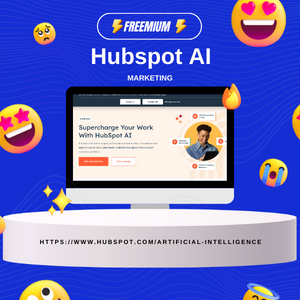 FREEMIUM
Hubspot AI
MARKETING
Supercharge Your Work
With HubSpot AI
HTTPS://WWW.HUBSPOT.COM/ARTIFICIAL-INTELLIGENCE